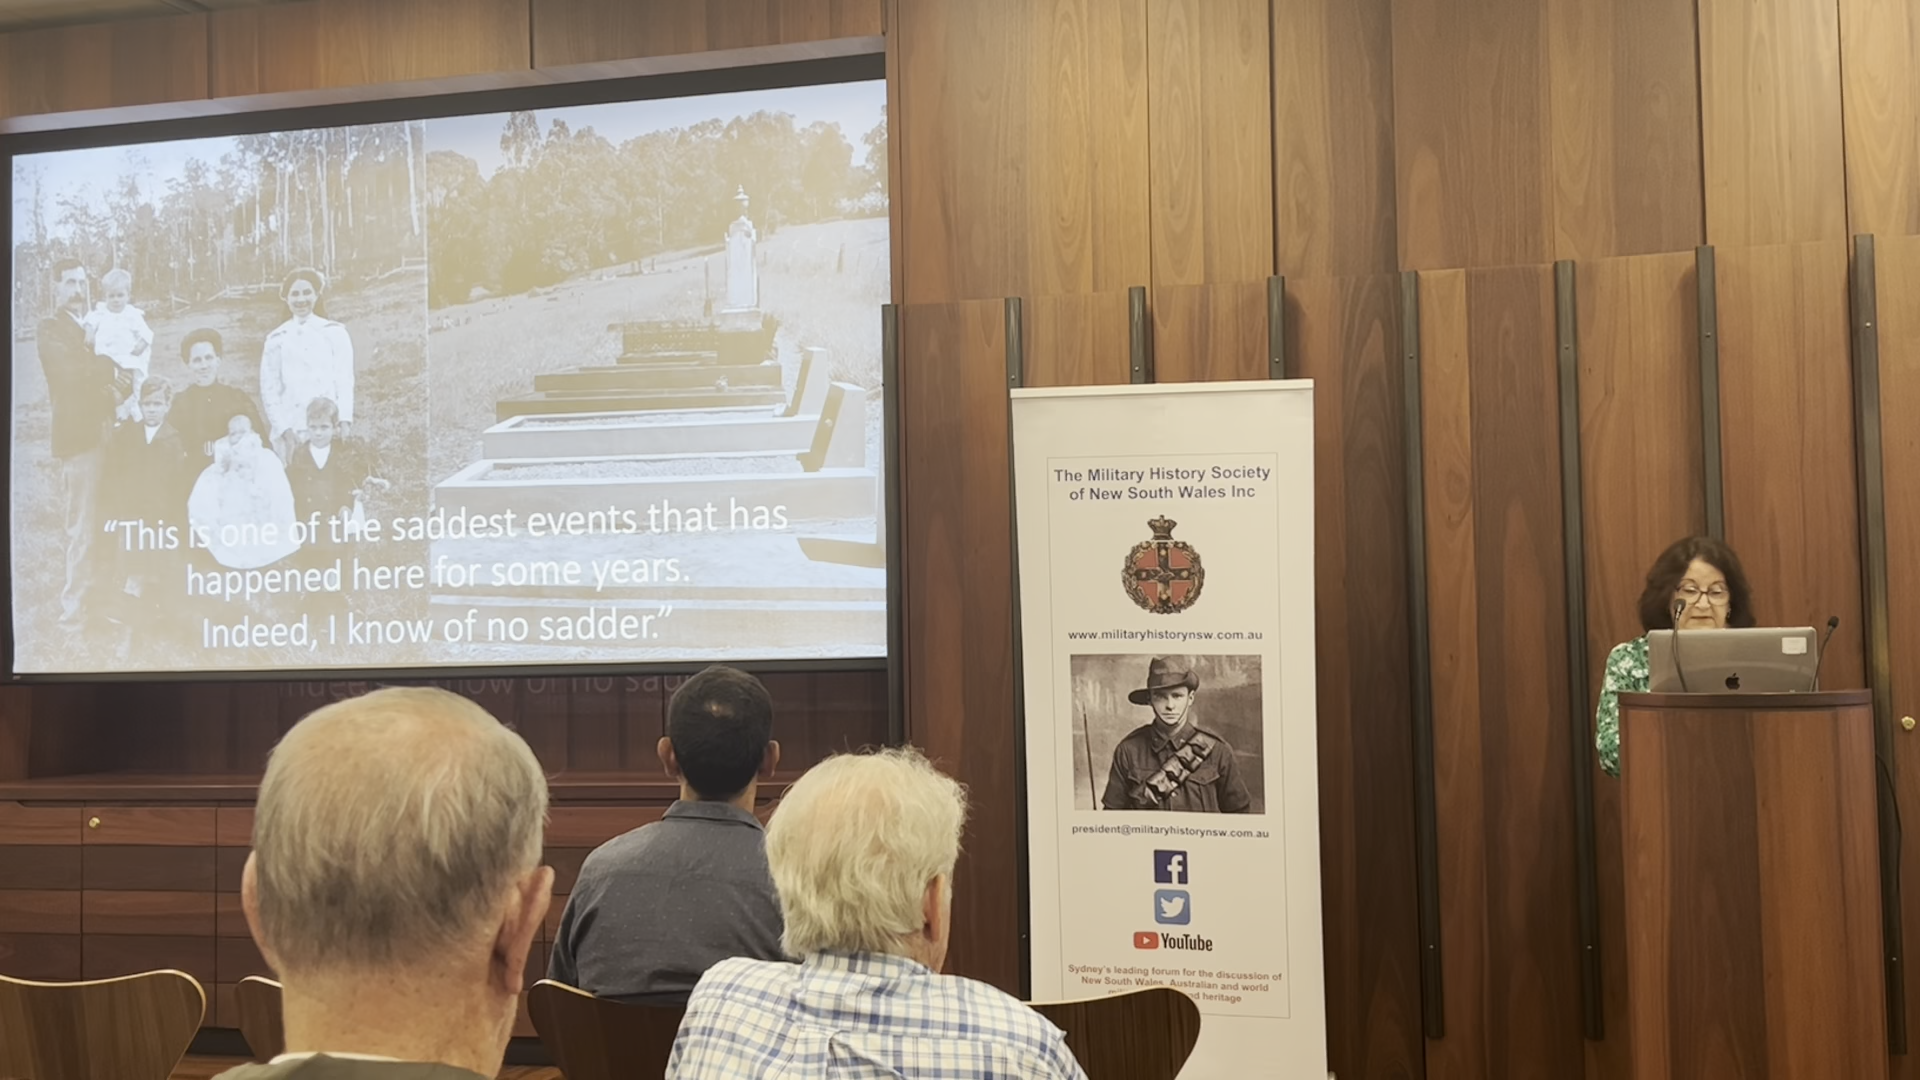 “This is one of the saddest events that has
happened here for some years.
Indeed, I know of no sadder.”
The Military History Society
of New South Wales Inc
www.militaryhistorynsw.com.au
president@militaryhistorynsw.com.au
YouTube
Sydney's leading forum for the discussion of
New South Wales, Australian and world
heritage